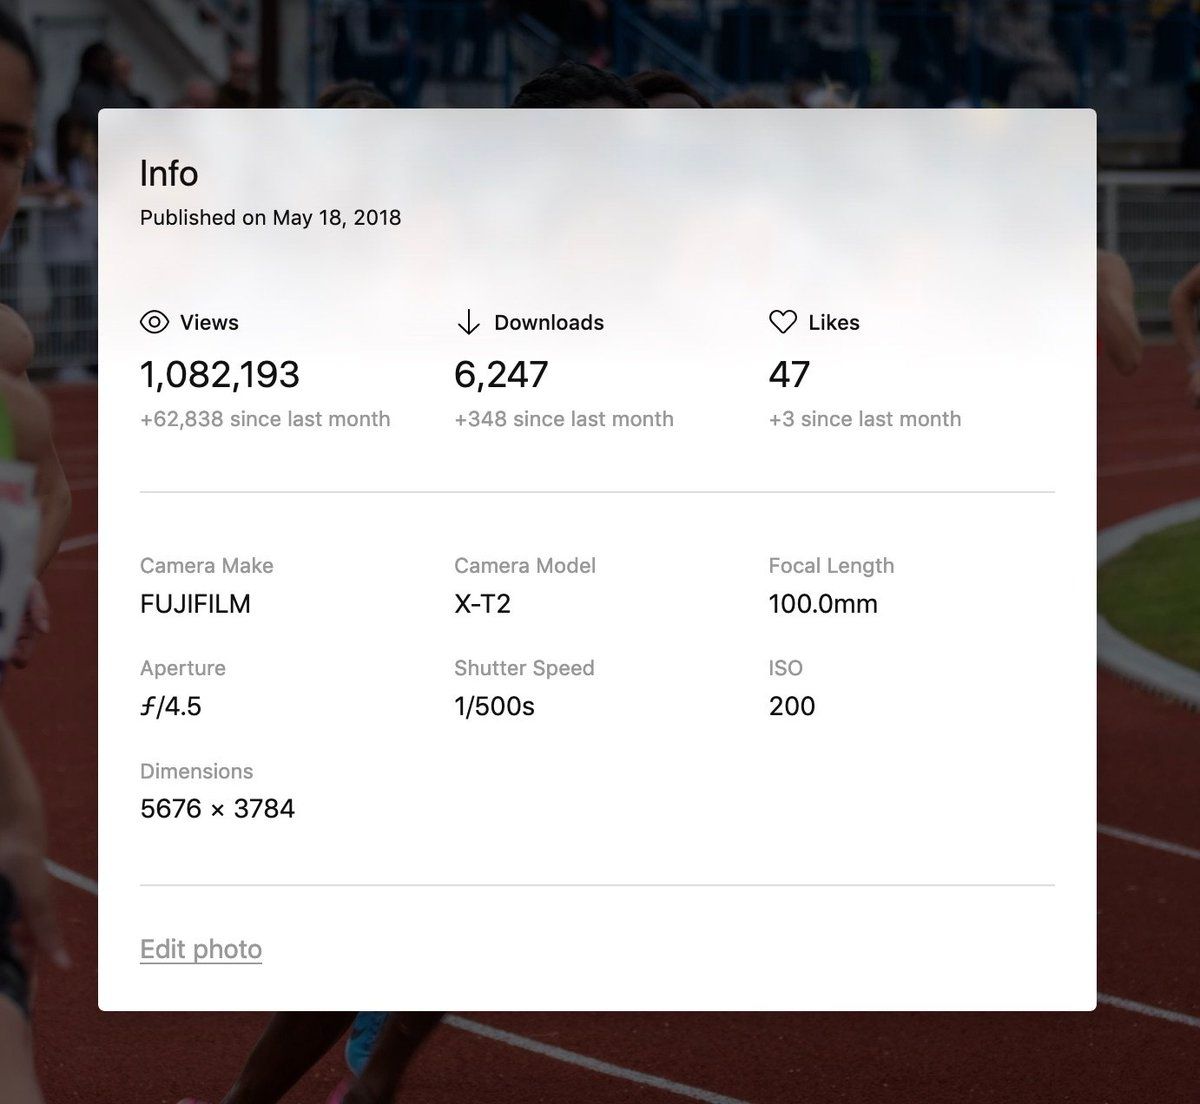 Info
Published on May 18, 2018
Views Downloads Likes
1,082,193 6,247 47
+62,838 since last month +348 since last month +3 since last month
Camera Make Camera Model Focal Length
FUJIFILM X-T2 100.0mm
Aperture Shutter Speed ISO
ƒ/4.5 1/500s 200
Dimensions
5676 × 3784
Edit photo